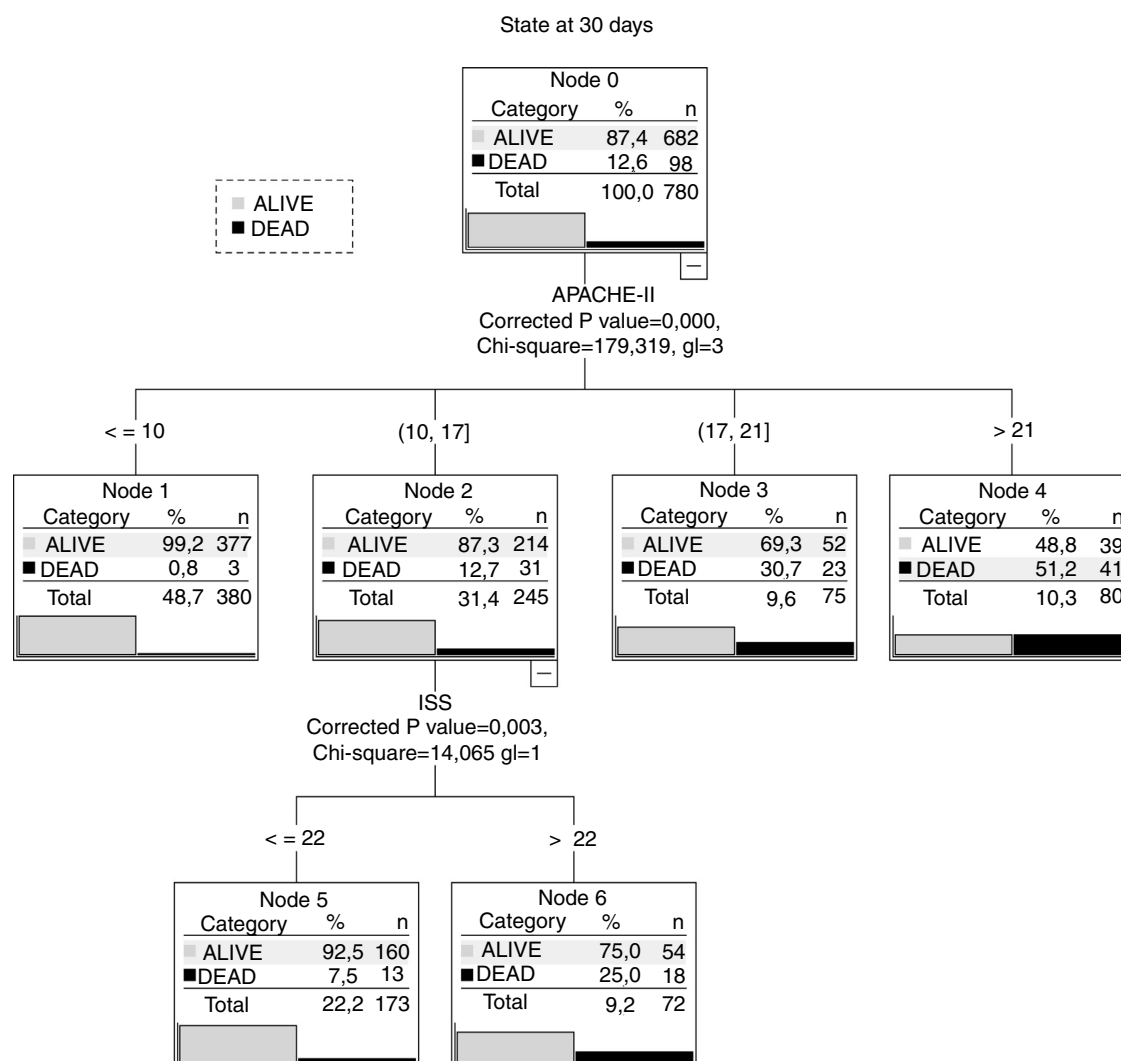 State at 30 days
Node 0
Category % n
ALIVE 87,4 682
DEAD 12,6 98
Total 100,0 780
ALIVE
DEAD
APACHE-II
Corrected P value=0,000,
Chi-square=179,319, gl=3
< = 10
(10, 17]
(17, 21]
> 21
Node 1
Category % n
ALIVE 99,2 377
DEAD 0,8 3
Total 48,7 380
Node 2
Category % n
ALIVE 87,3 214
DEAD 12,7 31
Total 31,4 245
Node 3
Category % n
ALIVE 69,3 52
DEAD 30,7 23
Total 9,6 75
Node 4
Category % n
ALIVE 48,8 39
DEAD 51,2 41
Total 10,3 80
ISS
Corrected P value=0,003,
Chi-square=14,065 gl=1
< = 22
> 22
Node 5
Category % n
ALIVE 92,5 160
DEAD 7,5 13
Total 22,2 173
Node 6
Category % n
ALIVE 75,0 54
DEAD 25,0 18
Total 9,2 72